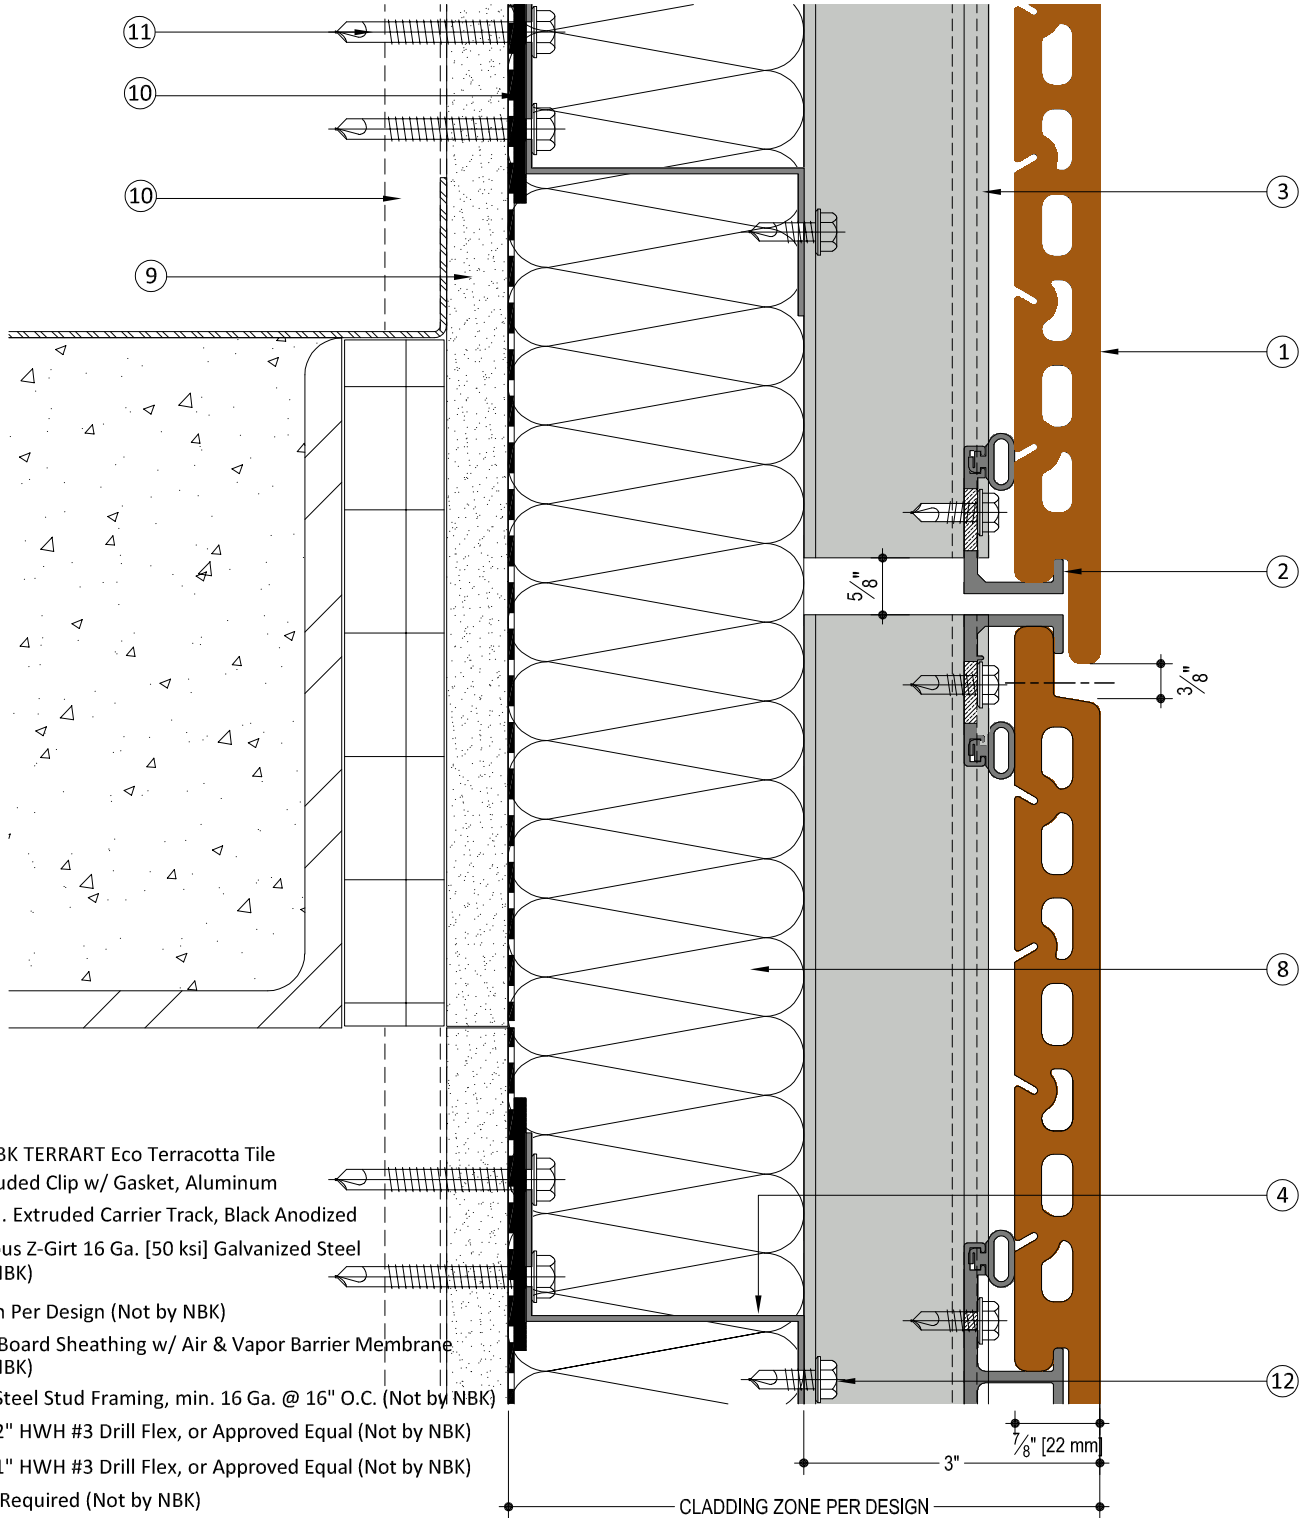 11
10
10
3
9
1
2
5/8"
3/8"
8
4
12
BK TERRART Eco Terracotta Tile
uded Clip w/ Gasket, Aluminum
. Extruded Carrier Track, Black Anodized
ous Z-Girt 16 Ga. [50 ksi] Galvanized Steel
NBK)
n Per Design (Not by NBK)
Board Sheathing w/ Air & Vapor Barrier Membrane
NBK)
Steel Stud Framing, min. 16 Ga. @ 16" O.C. (Not by NBK)
2" HWH #3 Drill Flex, or Approved Equal (Not by NBK)
1" HWH #3 Drill Flex, or Approved Equal (Not by NBK)
Required (Not by NBK)
7/8" [22 mm]
3"
CLADDING ZONE PER DESIGN